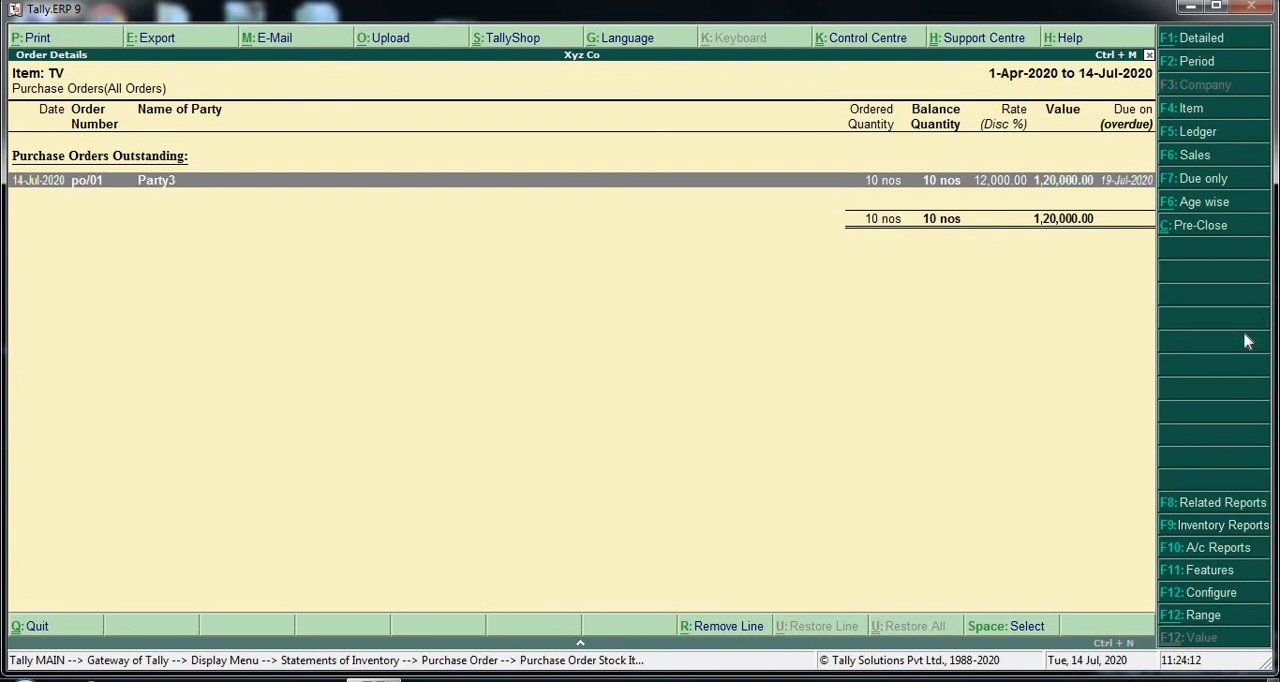 Tally.ERP 9
P: Print E: Export M: E-Mail O: Upload S: TallyShop G: Language K: Keyboard K: Control Centre H: Support Centre H: Help
Order Details Xyz Co Ctrl + M
Item: TV 1-Apr-2020 to 14-Jul-2020
Purchase Orders(All Orders)
Date Order Name of Party Ordered Balance Rate Value Due on
Number Quantity Quantity (Disc %) (overdue)
Purchase Orders Outstanding:
14-Jul-2020 po/01 Party3 10 nos 10 nos 12,000.00 1,20,000.00 19-Jul-2020
10 nos 10 nos 1,20,000.00
F1: Detailed
F2: Period
F3: Company
F4: Item
F5: Ledger
F6: Sales
F7: Due only
F6: Age wise
C: Pre-Close
F8: Related Reports
F9: Inventory Reports
F10: A/c Reports
F11: Features
F12: Configure
F12: Range
F12: Value
Q: Quit R: Remove Line U: Restore Line U: Restore All Space: Select
Ctrl + N
Tally MAIN --> Gateway of Tally --> Display Menu --> Statements of Inventory --> Purchase Order --> Purchase Order Stock It... © Tally Solutions Pvt Ltd., 1988-2020 Tue, 14 Jul, 2020 11:24:12